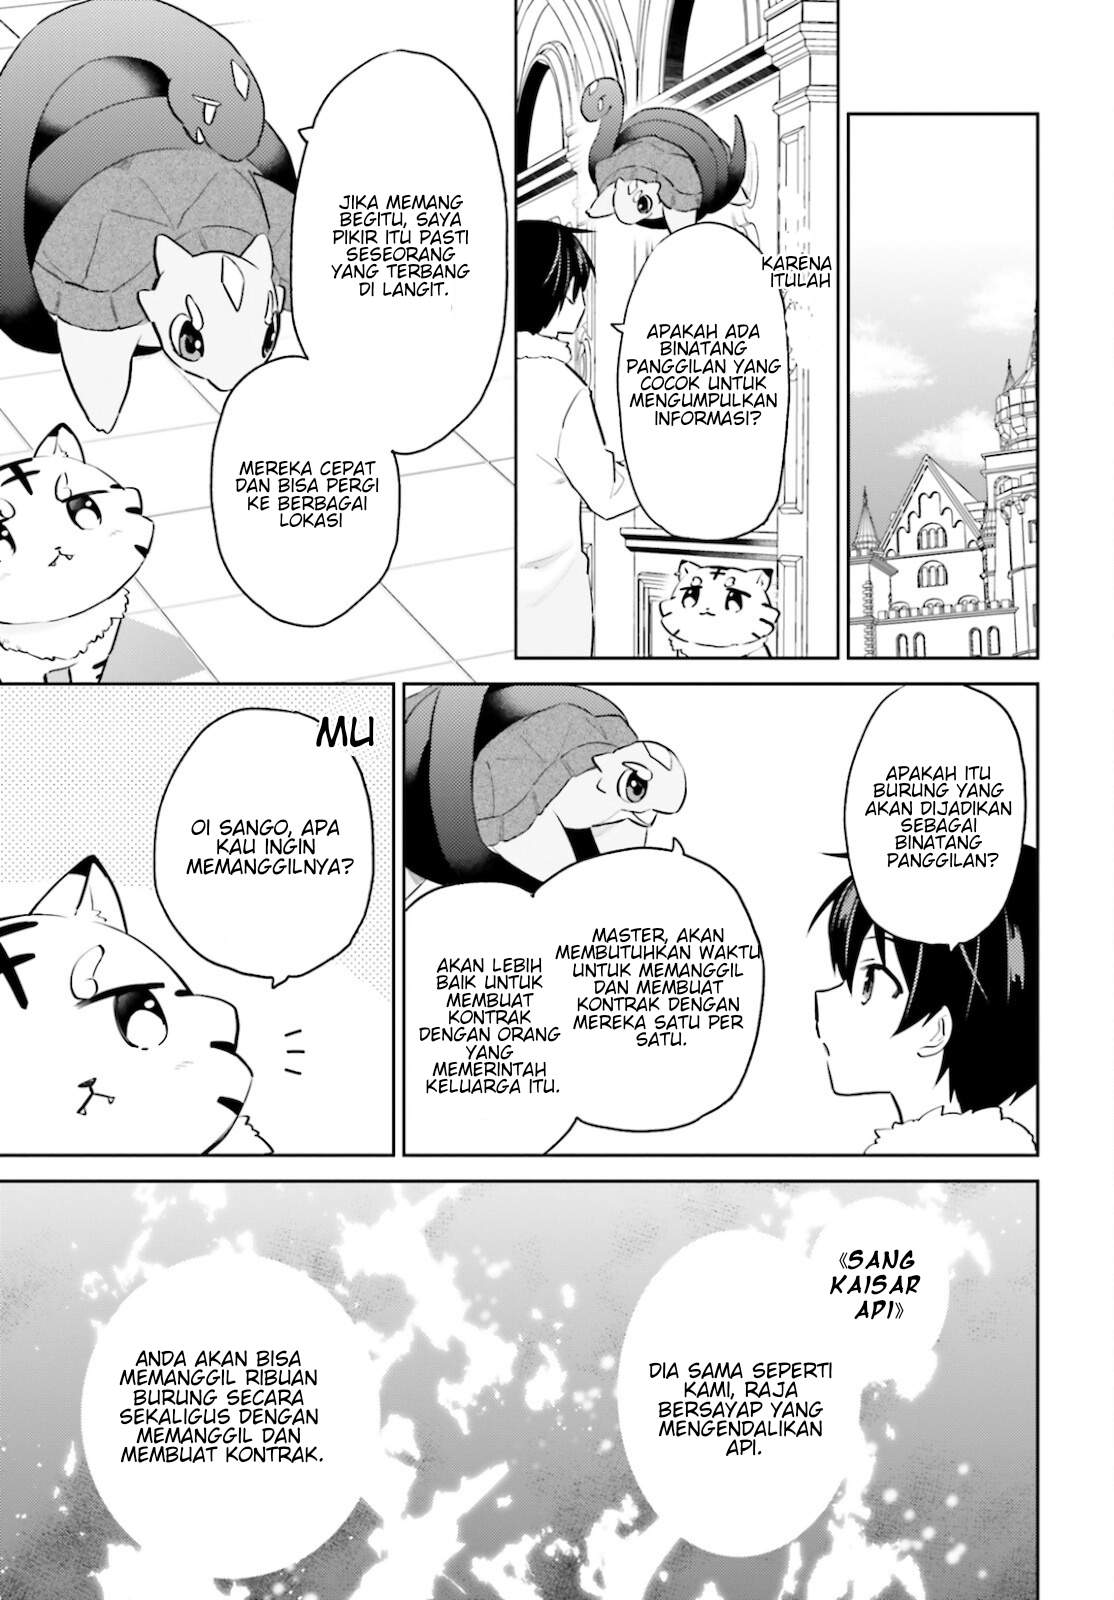 KARENA
ITULAH
APAKAH ADA
BINATANG
PANGGILAN YANG
COCOK UNTUK
MENGUMPULKAN
INFORMASI?
JIKA MEMANG
BEGITU, SAYA
PIKIR ITU PASTI
SESEORANG
YANG TERBANG
DI LANGIT.
MEREKA CEPAT
DAN BISA PERGI
KE BERBAGAI
LOKASI
APAKAH ITU
BURUNG YANG
AKAN DIJADIKAN
SEBAGAI
BINATANG
PANGGILAN?
MASTER, AKAN
MEMBUTUHKAN WAKTU
UNTUK MEMANGGIL
DAN MEMBUAT
KONTRAK DENGAN
MEREKA SATU PER
SATU.
AKAN LEBIH
BAIK UNTUK
MEMBUAT
KONTRAK
DENGAN ORANG
YANG
MEMERINTAH
KELUARGA ITU.
MU
OI SANGO, APA
KAU INGIN
MEMANGGILNYA?
《SANG
KAISAR
API》
DIA SAMA SEPERTI
KAMI, RAJA
BERSAYAP YANG
MENGENDALIKAN
API.
ANDA AKAN BISA
MEMANGGIL RIBUAN
BURUNG SECARA
SEKALIGUS DENGAN
MEMANGGIL DAN
MEMBUAT KONTRAK.